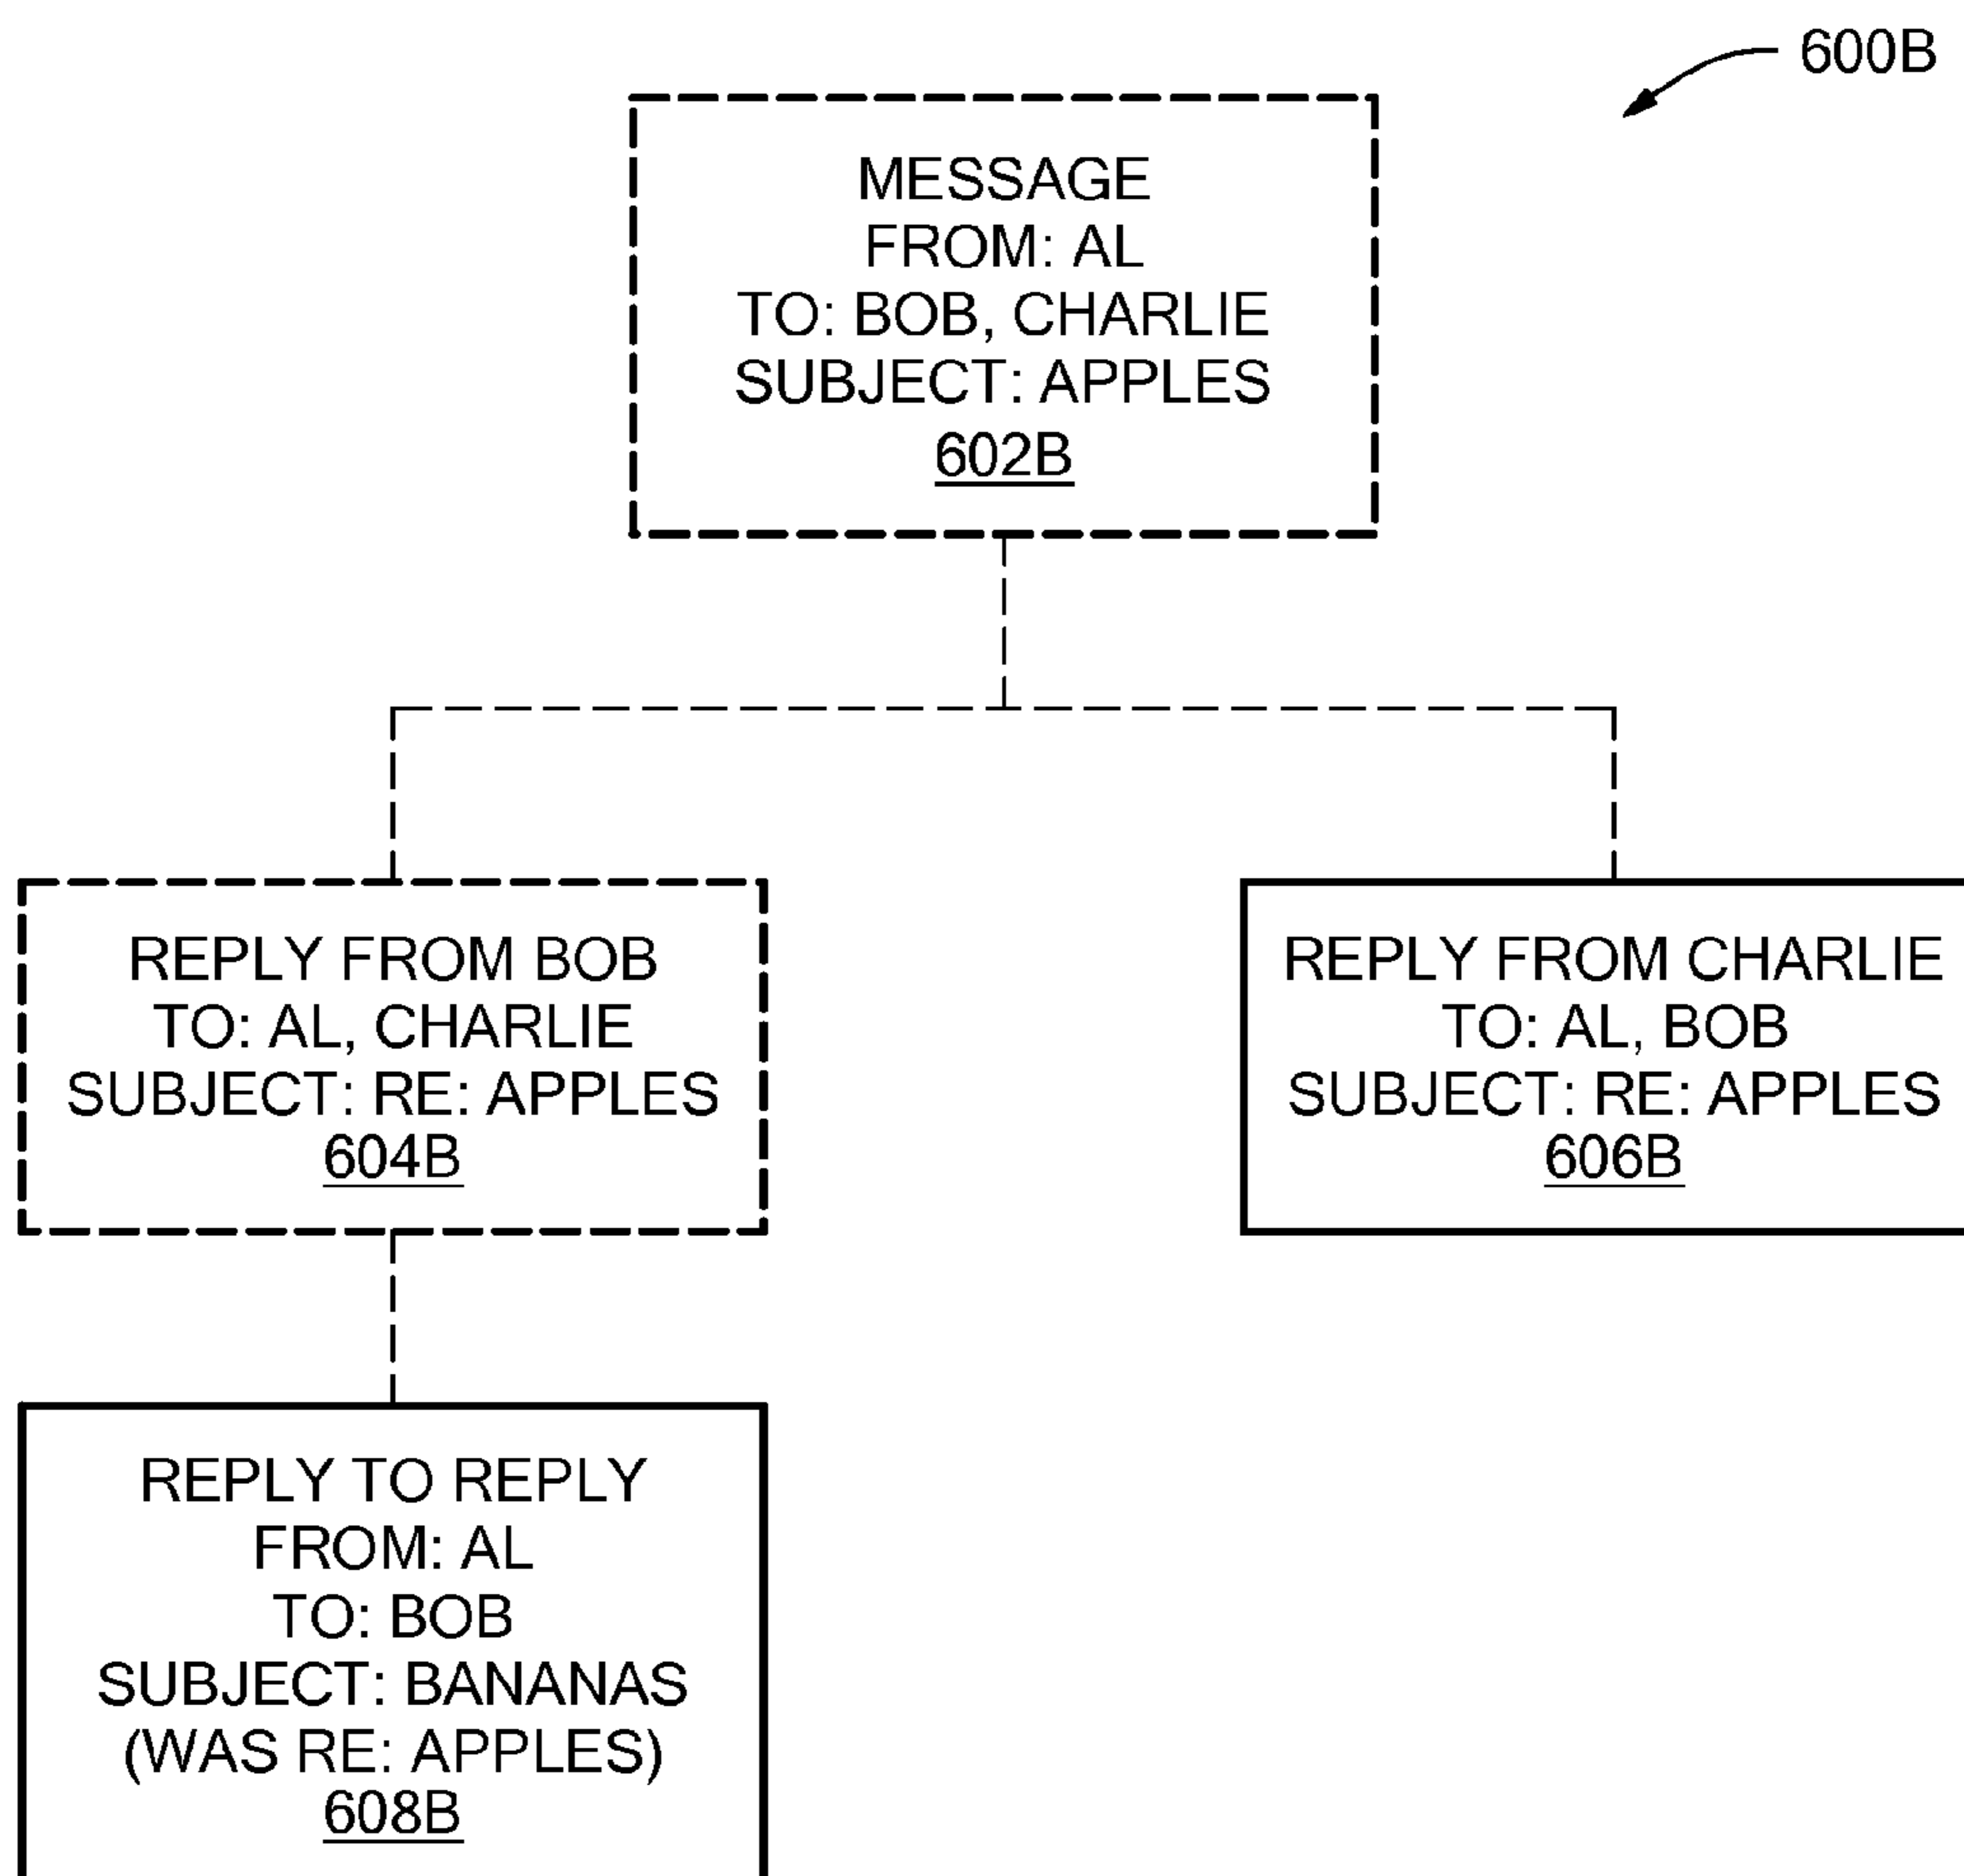 600B
MESSAGE
FROM: AL
TO: BOB, CHARLIE
SUBJECT: APPLES
602B
REPLY FROM BOB
TO: AL, CHARLIE
SUBJECT: RE: APPLES
604B
REPLY FROM CHARLIE
TO: AL, BOB
SUBJECT: RE: APPLES
606B
REPLY TO REPLY
FROM: AL
TO: BOB
SUBJECT: BANANAS
(WAS RE: APPLES)
608B